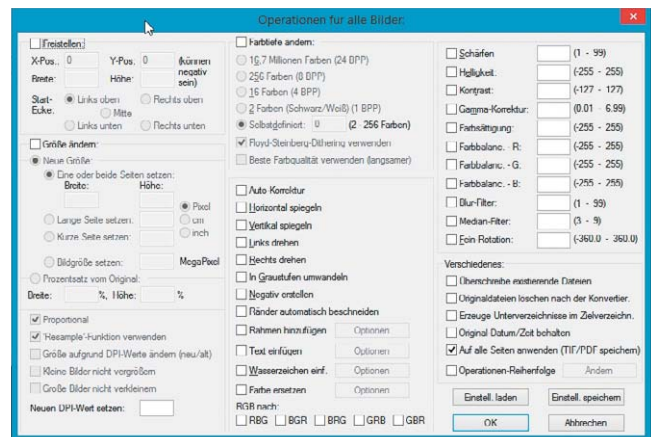 Operationen für alle Bilder:
Freistellen:
X-Pos.: 0 Y-Pos: 0 (können negativ sein)
Breite: Höhe:
Start-Ecke: Links oben Rechts oben
Mitte
Links unten Rechts unten
Größe ändern:
Neue Größe:
Eine oder beide Seiten setzen:
Breite: Höhe:
Pixel
cm
inch
Lange Seite setzen:
Kurze Seite setzen:
Bildgröße setzen: MegaPixel
Prozentsatz vom Original:
Breite: %, Höhe: %
Proportional
'Resample'-Funktion verwenden
Größe aufgrund DPI-Werte ändern (neu/alt)
Kleine Bilder nicht vergrößern
Große Bilder nicht verkleinern
Neuen DPI-Wert setzen:
Farbtiefe ändern:
16,7 Millionen Farben (24 BPP)
256 Farben (8 BPP)
16 Farben (4 BPP)
2 Farben (Schwarz/Weiß) (1 BPP)
Selbstdefiniert: 0 (2 - 256 Farben)
Floyd-Steinberg-Dithering verwenden
Beste Farbqualität verwenden (langsamer)
Auto-Korrektur
Horizontal spiegeln
Vertikal spiegeln
Links drehen
Rechts drehen
In Graustufen umwandeln
Negativ erstellen
Ränder automatisch beschneiden
Rahmen hinzufügen Optionen
Text einfügen Optionen
Wasserzeichen einf. Optionen
Farbe ersetzen Optionen
RGB nach:
RBG BGR BRG GRB GBR
Schärfen (1 - 99)
Helligkeit: (-255 - 255)
Kontrast: (-127 - 127)
Gamma-Korrektur: (0.01 - 6.99)
Farbsättigung: (-255 - 255)
Farbbalanc. - R: (-255 - 255)
Farbbalanc. - G: (-255 - 255)
Farbbalanc. - B: (-255 - 255)
Blur-Filter: (1 - 99)
Median-Filter: (3 - 9)
Fein Rotation: (-360.0 - 360.0)
Verschiedenes:
Überschreibe existierende Dateien
Originaldateien löschen nach der Konvertier.
Erzeuge Unterverzeichnisse im Zielverzeichn.
Original Datum/Zeit behalten
Auf alle Seiten anwenden (TIF/PDF speichern)
Operationen-Reihenfolge Ändern
Einstell. laden Einstell. speichern
OK Abbrechen